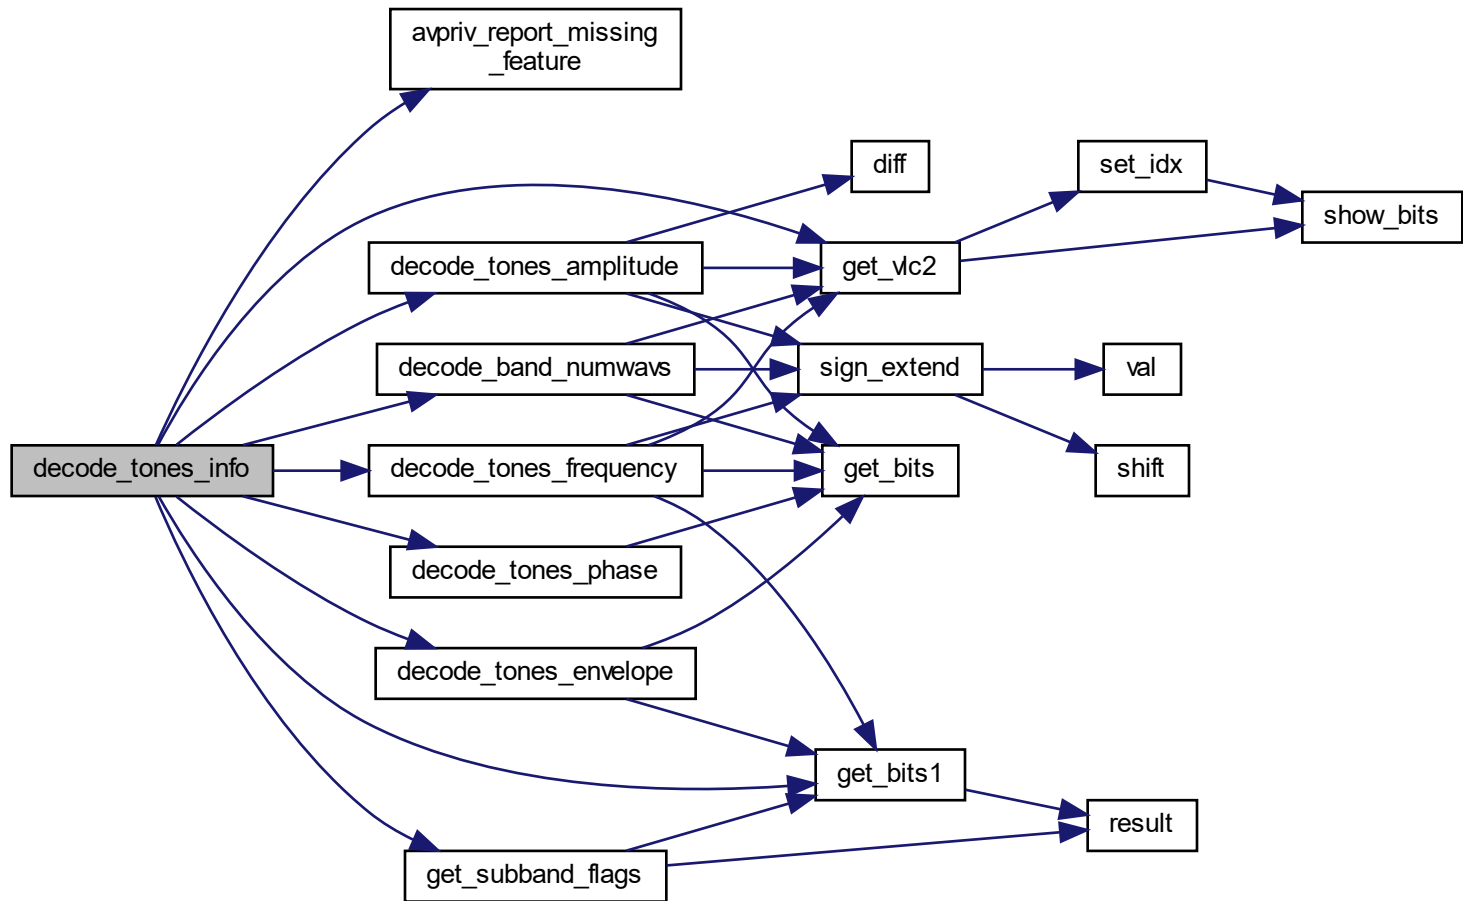 avpriv_report_missing
_feature
diff
set_idx
show_bits
decode_tones_amplitude
get_vlc2
decode_band_numwavs
sign_extend
val
decode_tones_info
decode_tones_frequency
get_bits
shift
decode_tones_phase
decode_tones_envelope
get_bits1
result
get_subband_flags